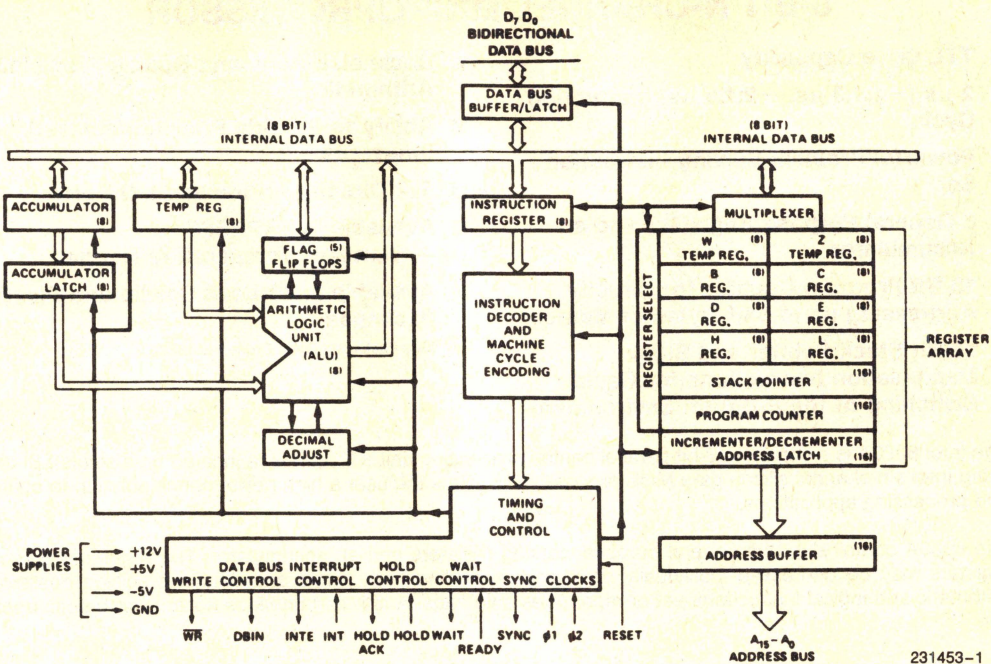 D7 D0
BIDIRECTIONAL
DATA BUS
DATA BUS
BUFFER/LATCH
(8 BIT)
INTERNAL DATA BUS
(8 BIT)
INTERNAL DATA BUS
ACCUMULATOR
(8)
TEMP REG
(8)
INSTRUCTION
REGISTER (8)
MULTIPLEXER
ACCUMULATOR
LATCH (8)
FLAG (5)
FLIP FLOPS
ARITHMETIC
LOGIC
UNIT
(ALU)
(8)
DECIMAL
ADJUST
INSTRUCTION
DECODER
AND
MACHINE
CYCLE
ENCODING
REGISTER SELECT
W (8)
TEMP REG.
Z (8)
TEMP REG.
B (8)
REG.
C (8)
REG.
D (8)
REG.
E (8)
REG.
H (8)
REG.
L (8)
REG.
STACK POINTER (16)
PROGRAM COUNTER (16)
INCREMENTER/DECREMENTER
ADDRESS LATCH (16)
REGISTER
ARRAY
TIMING
AND
CONTROL
POWER
SUPPLIES
+12V
+5V
−5V
GND
WRITE
DATA BUS
CONTROL
INTERRUPT
CONTROL
HOLD
CONTROL
WAIT
CONTROL
SYNC
CLOCKS
WR
DBIN
INTE
INT
HOLD
ACK
HOLD
WAIT
READY
SYNC
ϕ1
ϕ2
RESET
ADDRESS BUFFER (16)
A15 – A0
ADDRESS BUS
231453–1